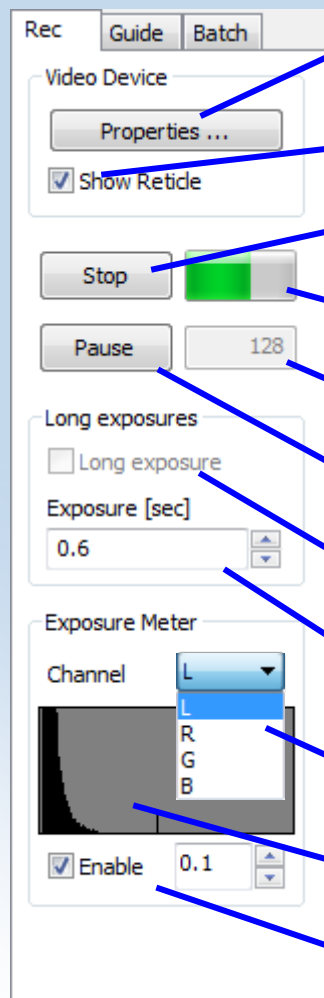 Rec Guide Batch
Video Device
Properties ...
Show Reticle
Stop
Pause 128
Long exposures
Long exposure
Exposure [sec]
0.6
Exposure Meter
Channel L
L
R
G
B
Enable 0.1